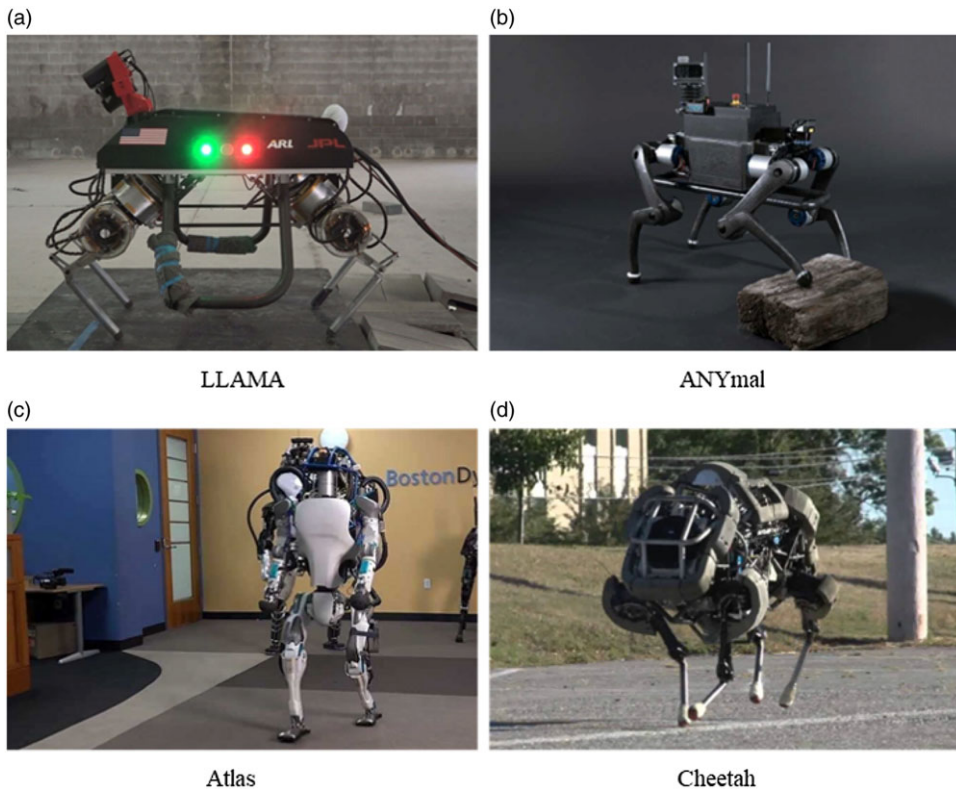 (a)
(b)
ARL JPL
LLAMA
ANYmal
(c)
(d)
BostonDy
Atlas
Cheetah